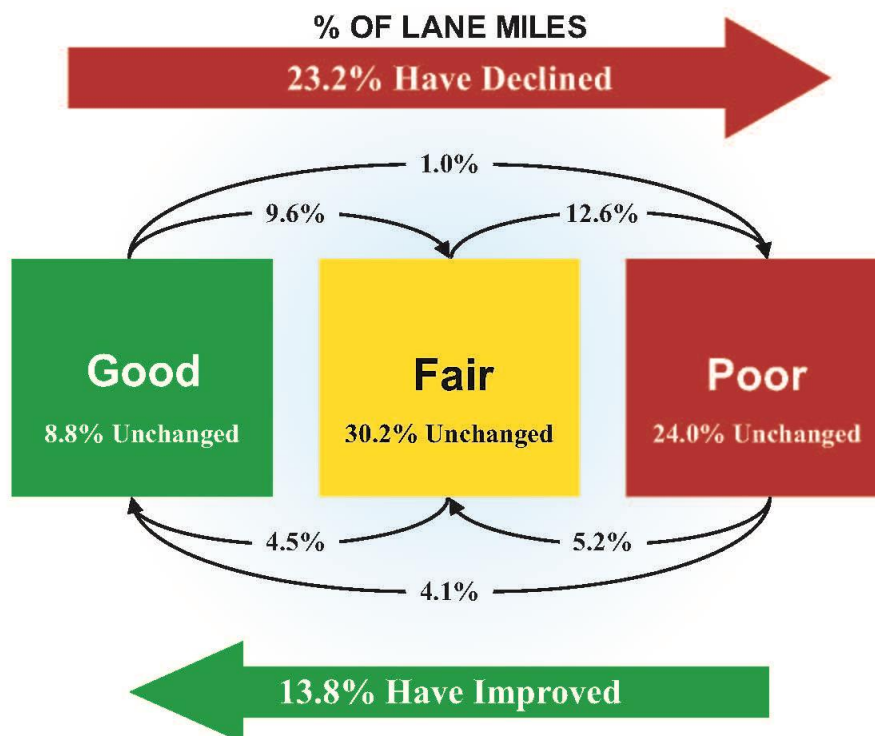 % OF LANE MILES
23.2% Have Declined
1.0%
9.6%
12.6%
Good
8.8% Unchanged
Fair
30.2% Unchanged
Poor
24.0% Unchanged
4.5%
5.2%
4.1%
13.8% Have Improved